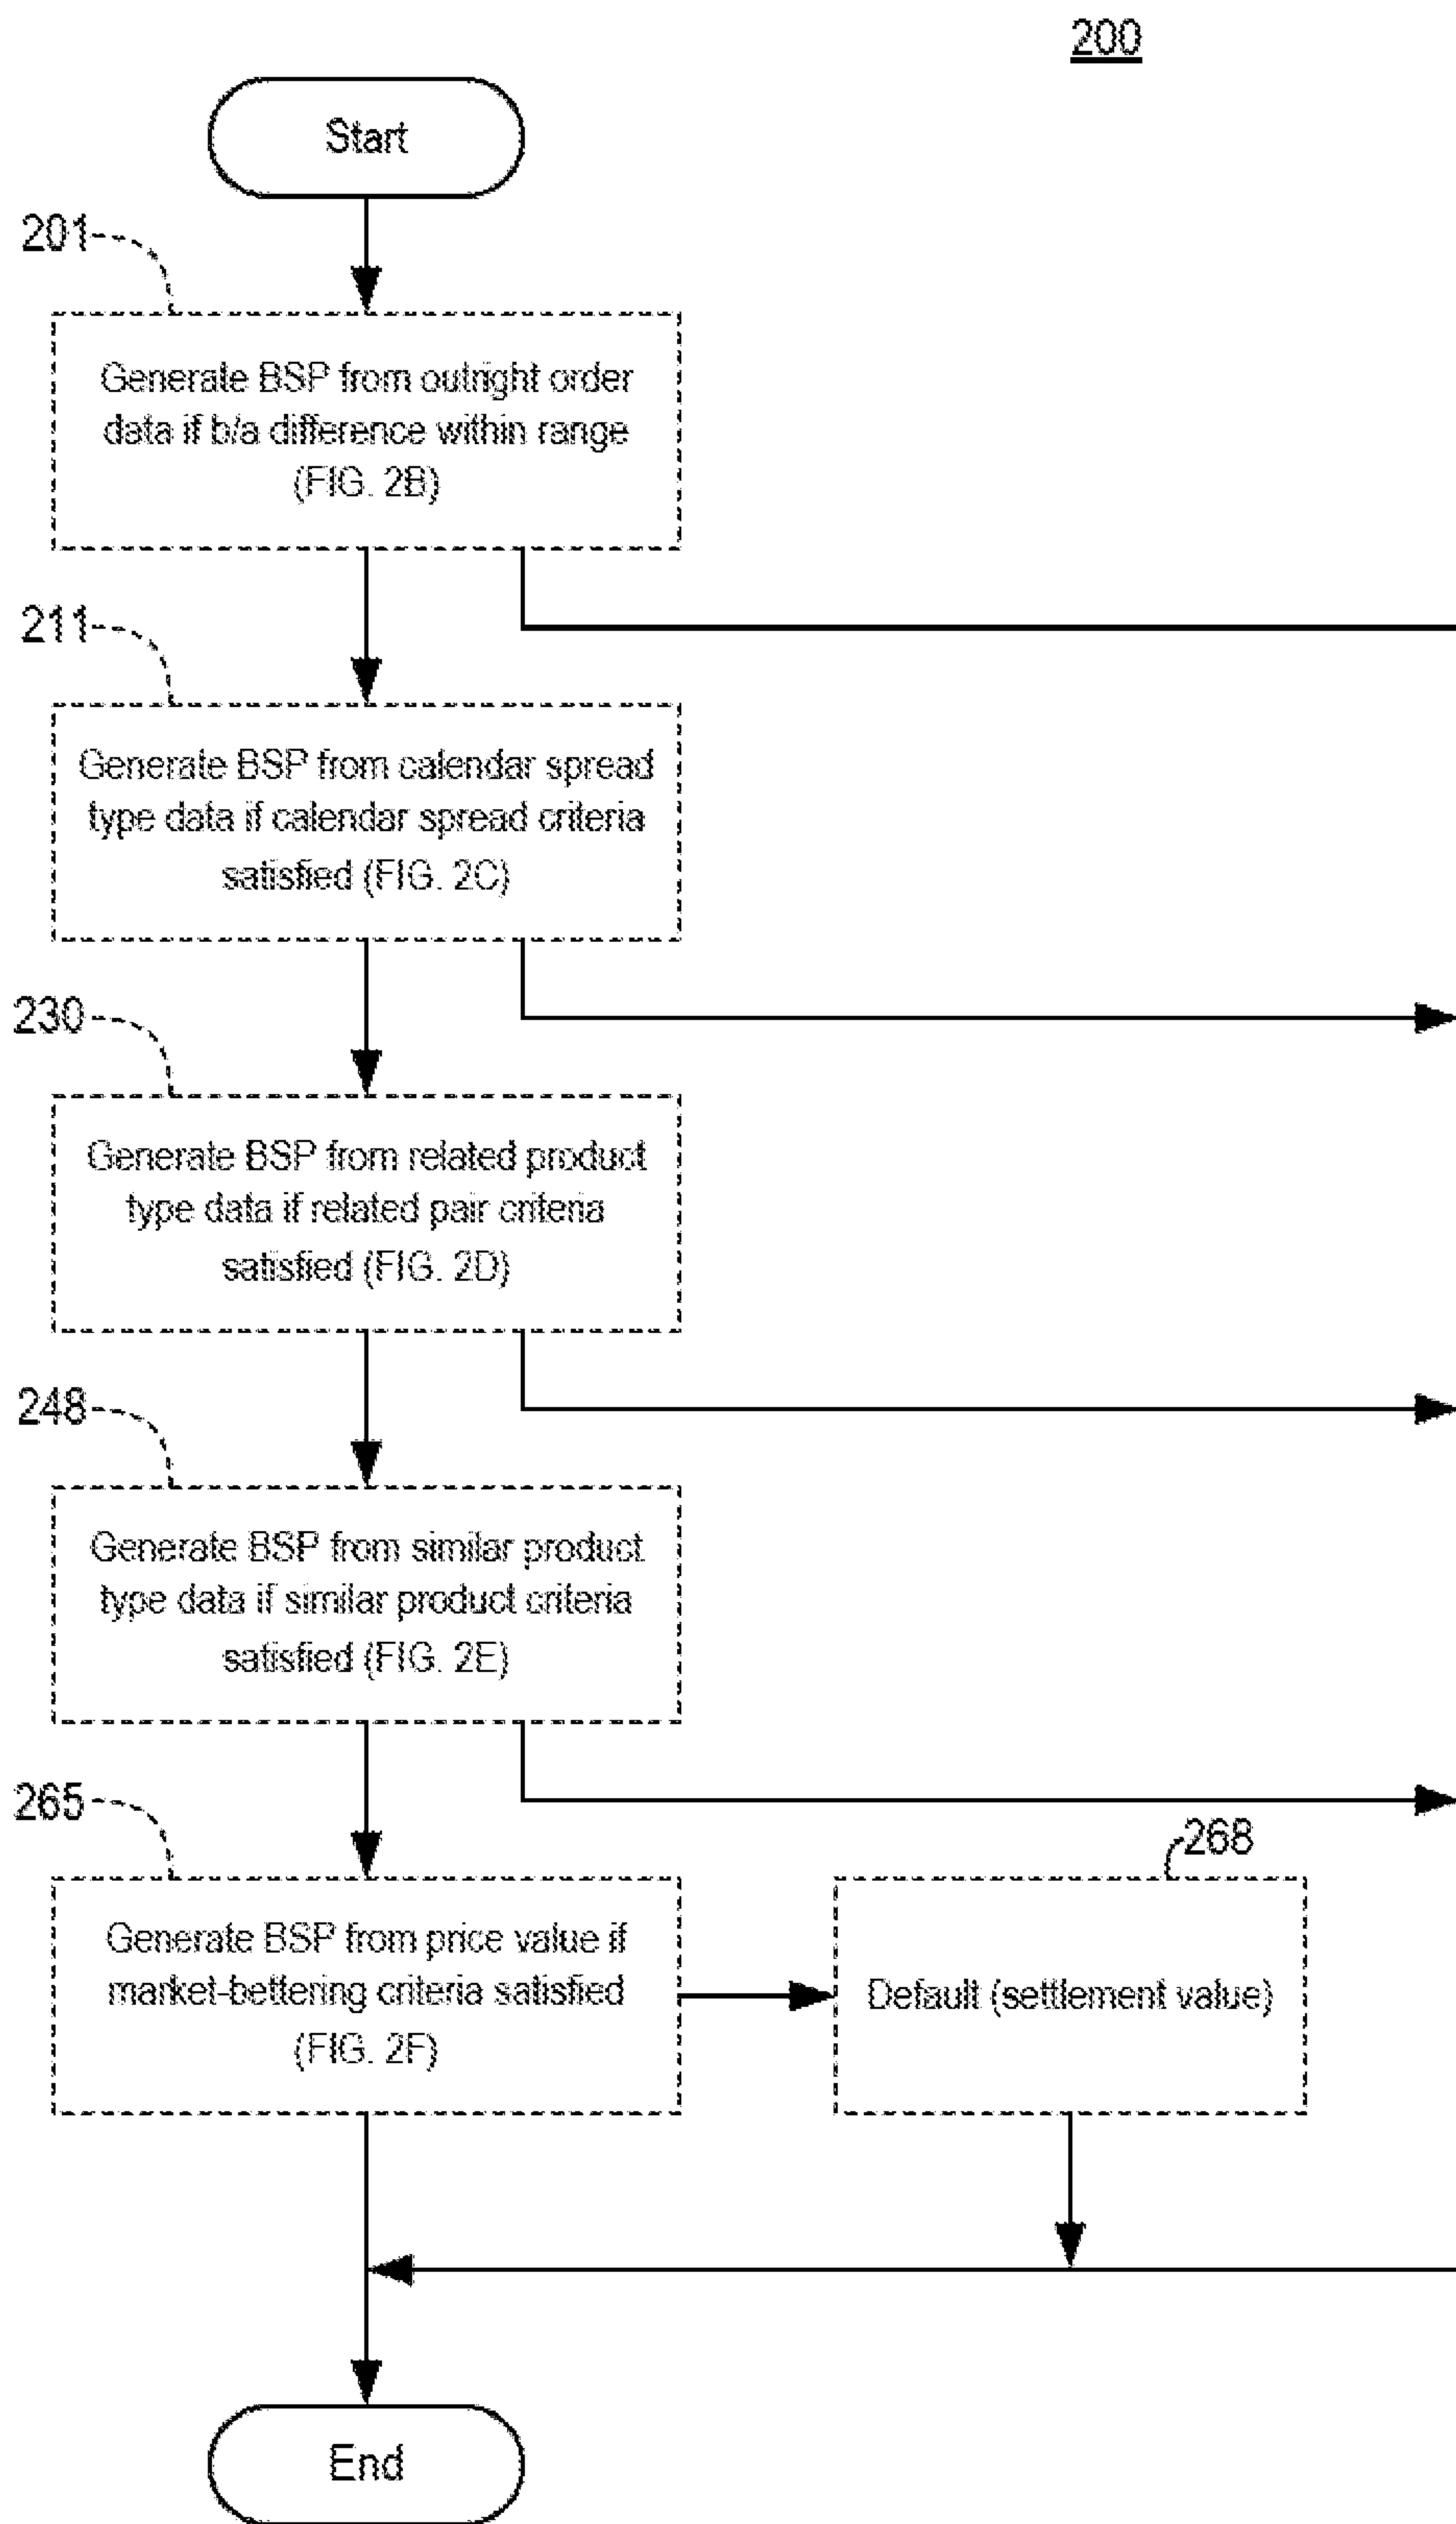 200
Start
201
Generate BSP from outright order
data if b/a difference within range
(FIG. 2B)
211
Generate BSP from calendar spread
type data if calendar spread criteria
satisfied (FIG. 2C)
230
Generate BSP from related product
type data if related pair criteria
satisfied (FIG. 2D)
248
Generate BSP from similar product
type data if similar product criteria
satisfied (FIG. 2E)
265
268
Generate BSP from price value if
market-bettering criteria satisfied
(FIG. 2F)
Default (settlement value)
End